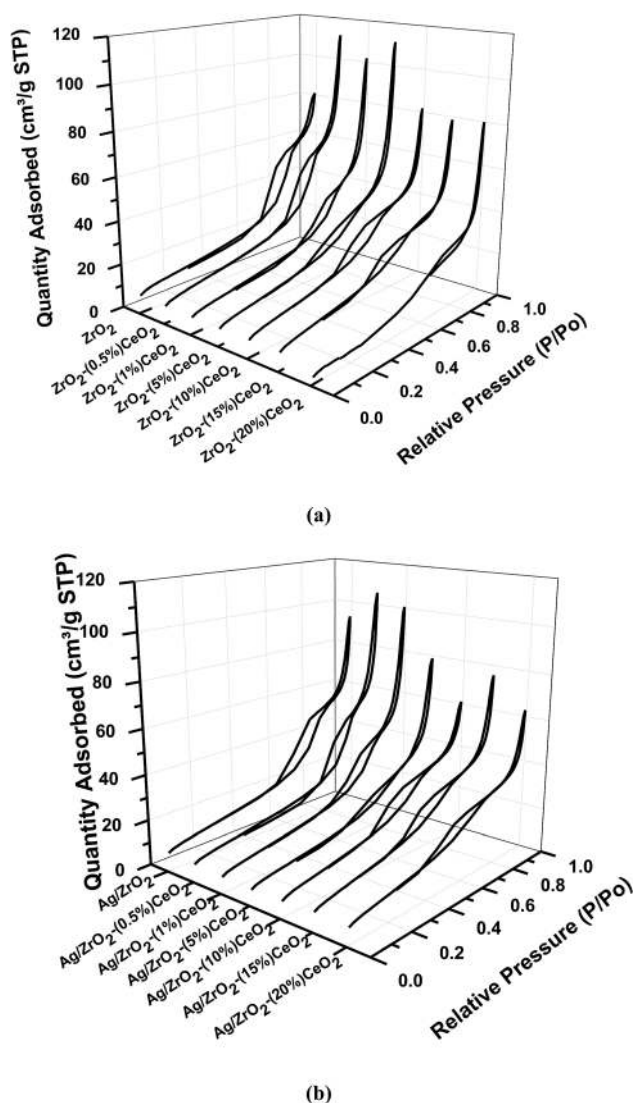 120
100
80
60
40
20
0
Quantity Adsorbed (cm³/g STP)
ZrO₂
ZrO₂-(0.5%)CeO₂
ZrO₂-(1%)CeO₂
ZrO₂-(5%)CeO₂
ZrO₂-(10%)CeO₂
ZrO₂-(15%)CeO₂
ZrO₂-(20%)CeO₂
0.0
0.2
0.4
0.6
0.8
1.0
Relative Pressure (P/Po)
(a)
120
100
80
60
40
20
0
Quantity Adsorbed (cm³/g STP)
Ag/ZrO₂
Ag/ZrO₂-(0.5%)CeO₂
Ag/ZrO₂-(1%)CeO₂
Ag/ZrO₂-(5%)CeO₂
Ag/ZrO₂-(10%)CeO₂
Ag/ZrO₂-(15%)CeO₂
Ag/ZrO₂-(20%)CeO₂
0.0
0.2
0.4
0.6
0.8
1.0
Relative Pressure (P/Po)
(b)